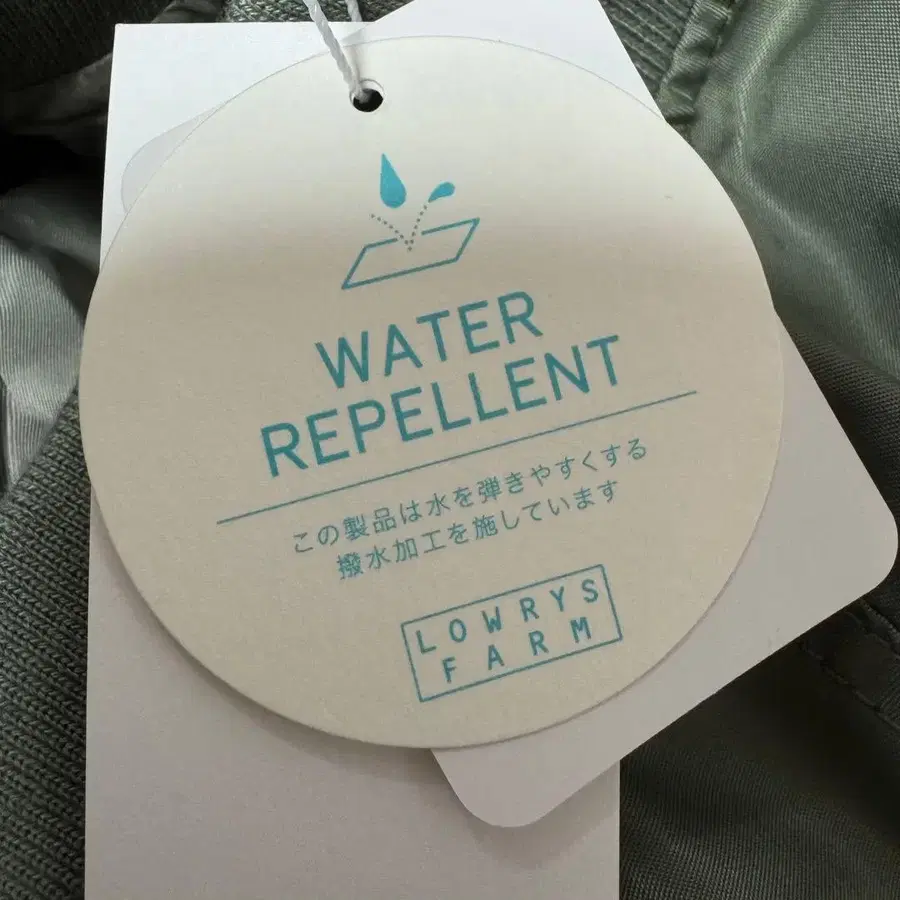 WATER
REPELLENT
この製品は水を弾きやすくする
撥水加工を施しています
LOWRYS
FARM